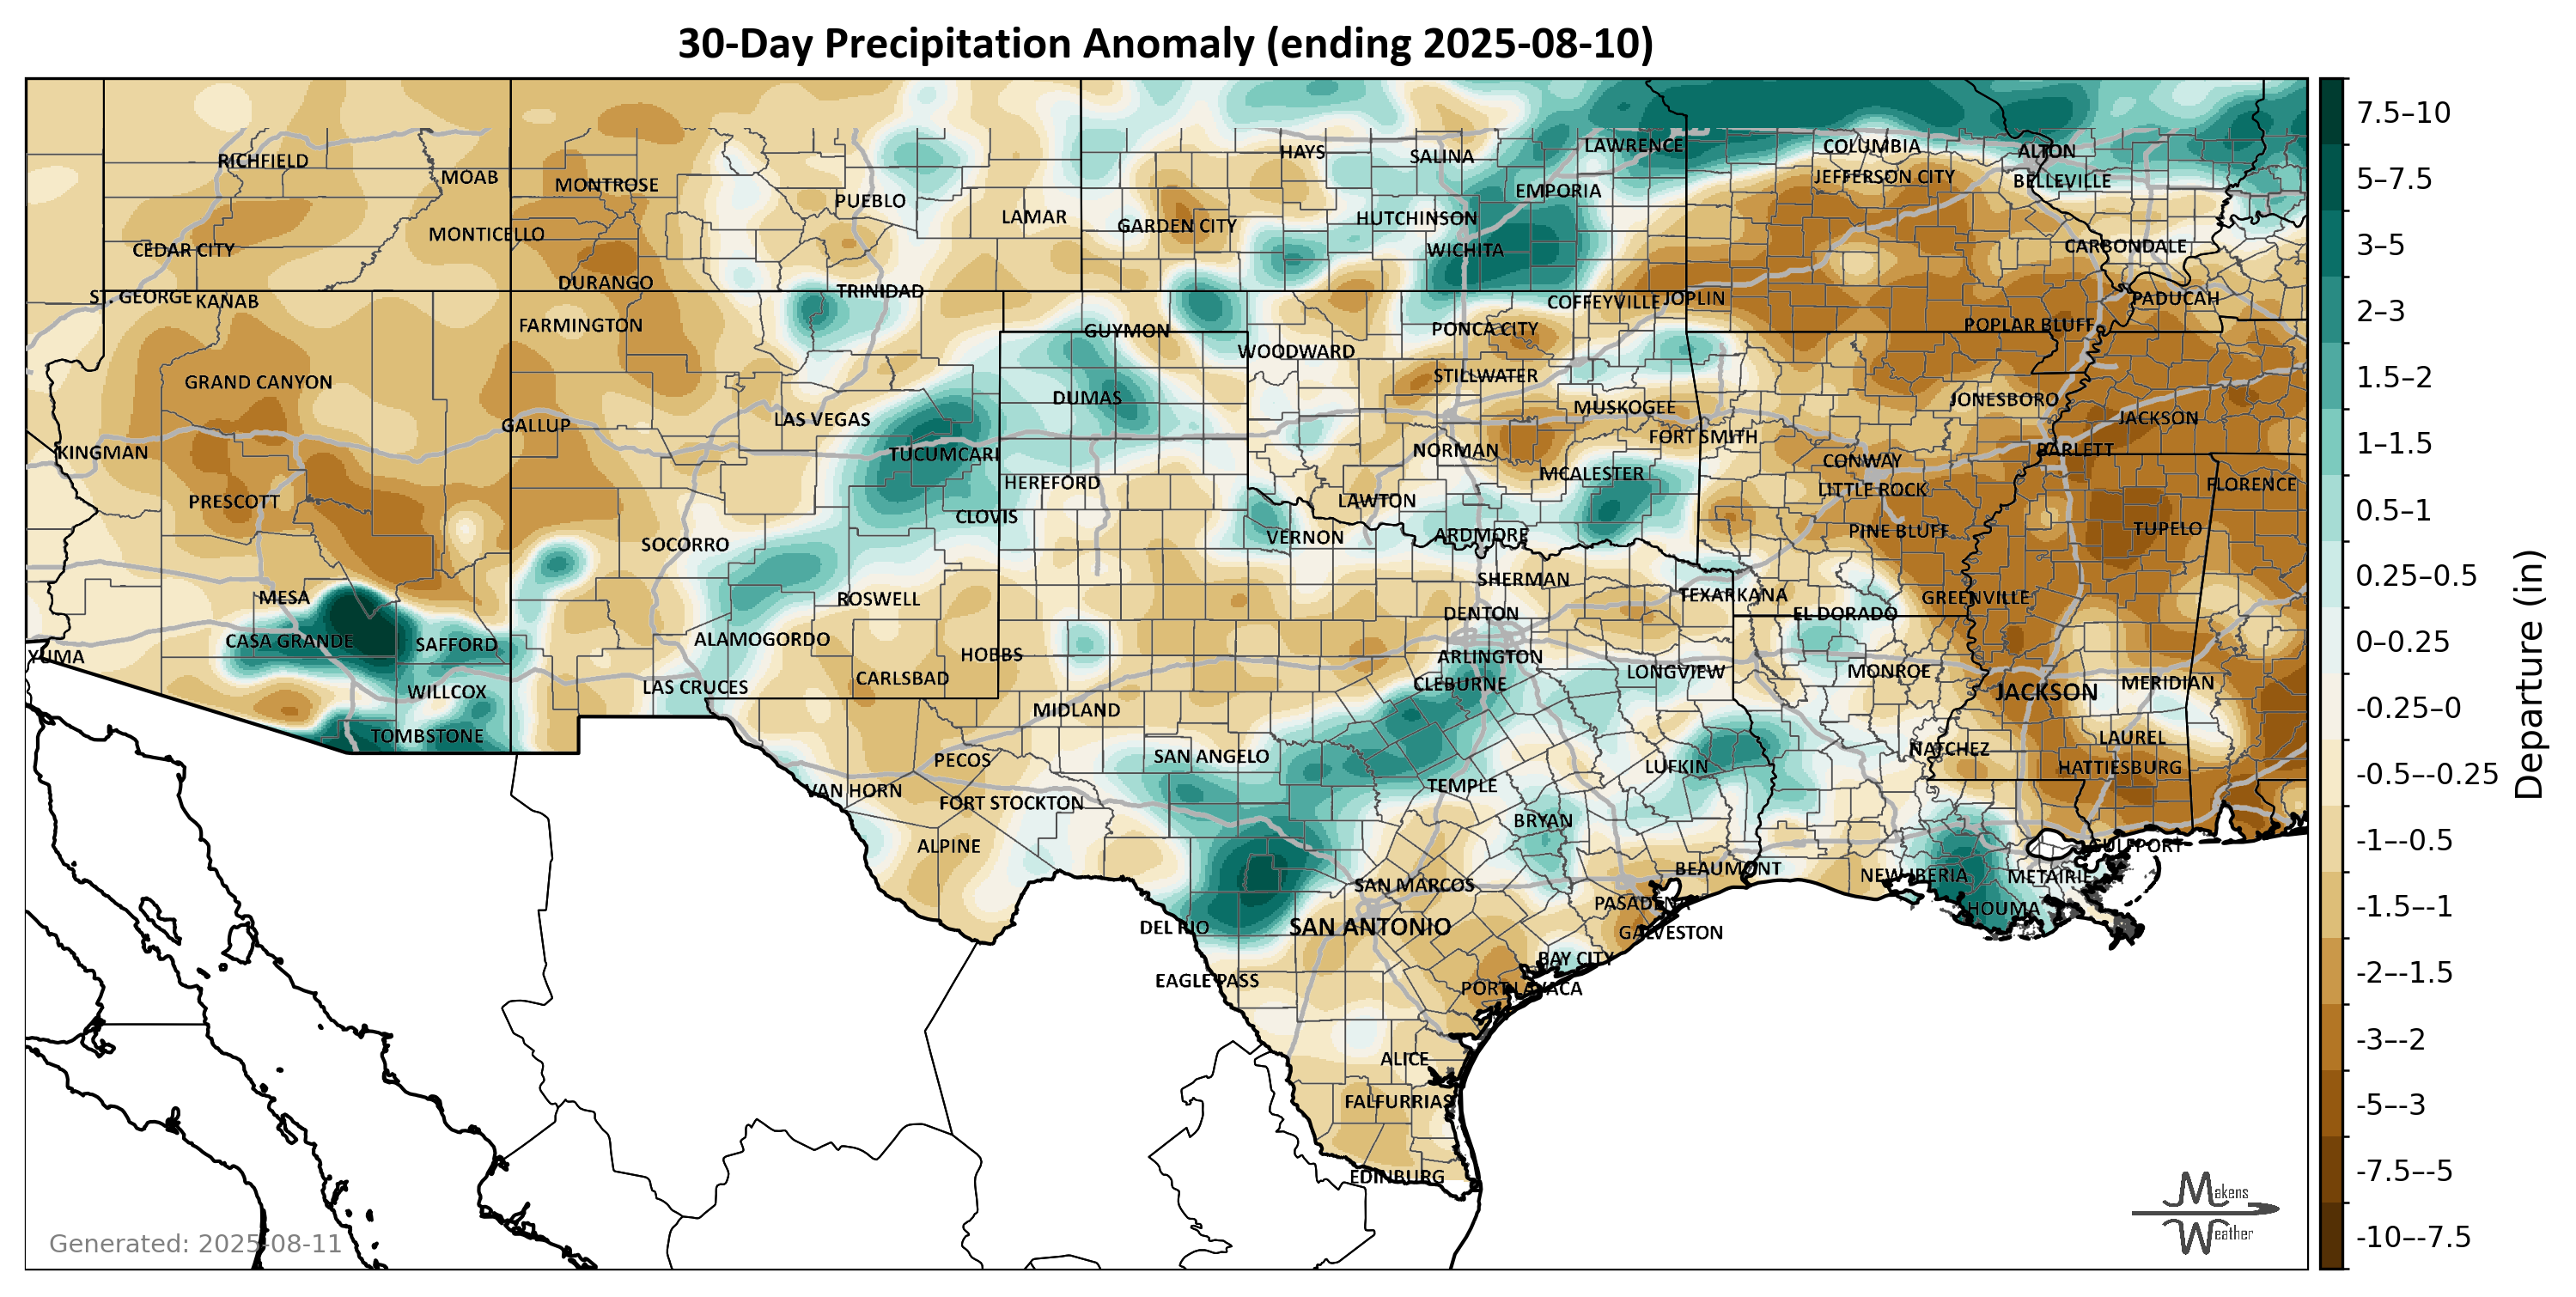 30-Day Precipitation Anomaly (ending 2025-08-10)
RICHFIELD
MOAB
MONTROSE
PUEBLO
LAMAR
HAYS
SALINA
LAWRENCE
COLUMBIA
ALTON
JEFFERSON CITY
BELLEVILLE
EMPORIA
GARDEN CITY
HUTCHINSON
CEDAR CITY
MONTICELLO
WICHITA
CARBONDALE
DURANGO
TRINIDAD
ST. GEORGE
KANAB
COFFEYVILLE
JOPLIN
PADUCAH
FARMINGTON
GUYMON
PONCA CITY
POPLAR BLUFF
WOODWARD
GRAND CANYON
STILLWATER
DUMAS
MUSKOGEE
JONESBORO
JACKSON
GALLUP
LAS VEGAS
FORT SMITH
KINGMAN
TUCUMCARI
NORMAN
BARLETT
CONWAY
PRESCOTT
HEREFORD
MCALESTER
LITTLE ROCK
FLORENCE
CLOVIS
LAWTON
VERNON
ARDMORE
PINE BLUFF
TUPELO
SOCORRO
SHERMAN
MESA
ROSWELL
TEXARKANA
GREENVILLE
DENTON
EL DORADO
CASA GRANDE
SAFFORD
ALAMOGORDO
YUMA
HOBBS
ARLINGTON
LONGVIEW
MONROE
WILLCOX
LAS CRUCES
CARLSBAD
CLEBURNE
JACKSON
MERIDIAN
MIDLAND
TOMBSTONE
LAUREL
NATCHEZ
PECOS
SAN ANGELO
LUFKIN
HATTIESBURG
VAN HORN
FORT STOCKTON
TEMPLE
BRYAN
ALPINE
GULFPORT
BEAUMONT
NEW IBERIA
METAIRIE
SAN MARCOS
PASADENA
HOUMA
DEL RIO
SAN ANTONIO
GALVESTON
BAY CITY
EAGLE PASS
PORT LAVACA
ALICE
FALFURRIAS
EDINBURG
7.5–10
5–7.5
3–5
2–3
1.5–2
1–1.5
0.5–1
0.25–0.5
0–0.25
-0.25–0
-0.5–-0.25
-1–-0.5
-1.5–-1
-2–-1.5
-3–-2
-5–-3
-7.5–-5
-10–-7.5
Departure (in)
Generated: 2025-08-11
Makens
Weather